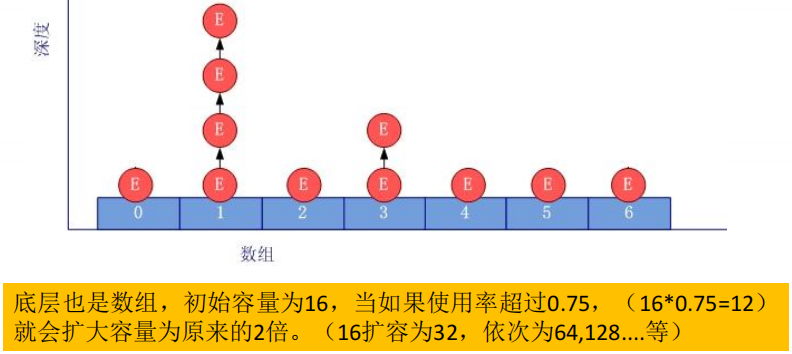 深度
E
E
E
E
E E E E E E E
0 1 2 3 4 5 6
数组
底层也是数组，初始容量为16，当如果使用率超过0.75，（16*0.75=12）
就会扩大容量为原来的2倍。（16扩容为32，依次为64,128....等）